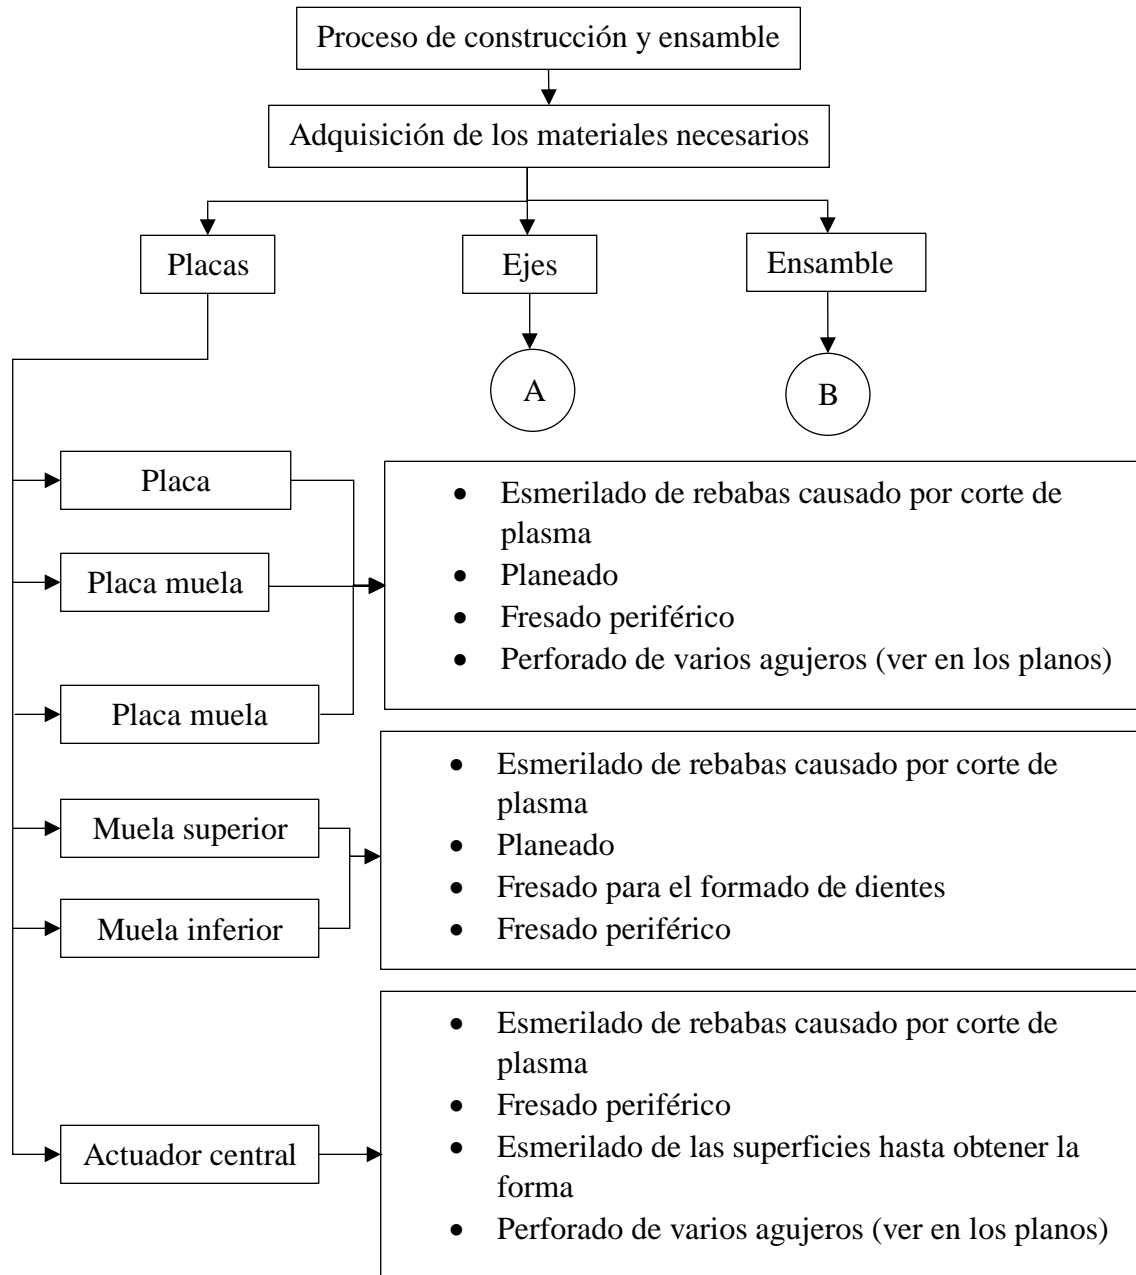 Proceso de construcción y ensamble
Adquisición de los materiales necesarios
Placas
Ejes
Ensamble
A
B
Placa
Placa muela
Placa muela
• Esmerilado de rebabas causado por corte de
plasma
• Planeado
• Fresado periférico
• Perforado de varios agujeros (ver en los planos)
Muela superior
Muela inferior
• Esmerilado de rebabas causado por corte de
plasma
• Planeado
• Fresado para el formado de dientes
• Fresado periférico
Actuador central
• Esmerilado de rebabas causado por corte de
plasma
• Fresado periférico
• Esmerilado de las superficies hasta obtener la
forma
• Perforado de varios agujeros (ver en los planos)